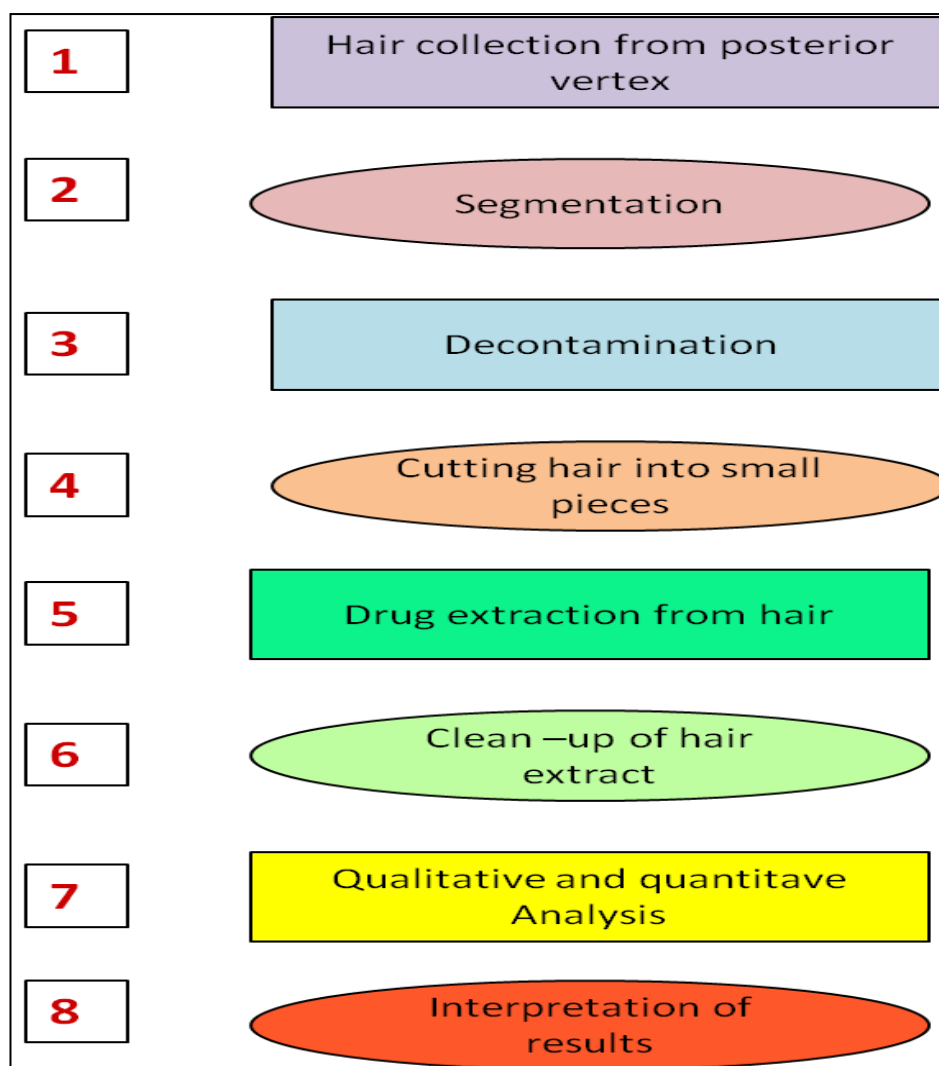 1
Hair collection from posterior
vertex
2
Segmentation
3
Decontamination
4
Cutting hair into small
pieces
5
Drug extraction from hair
6
Clean –up of hair
extract
7
Qualitative and quantitave
Analysis
8
Interpretation of
results